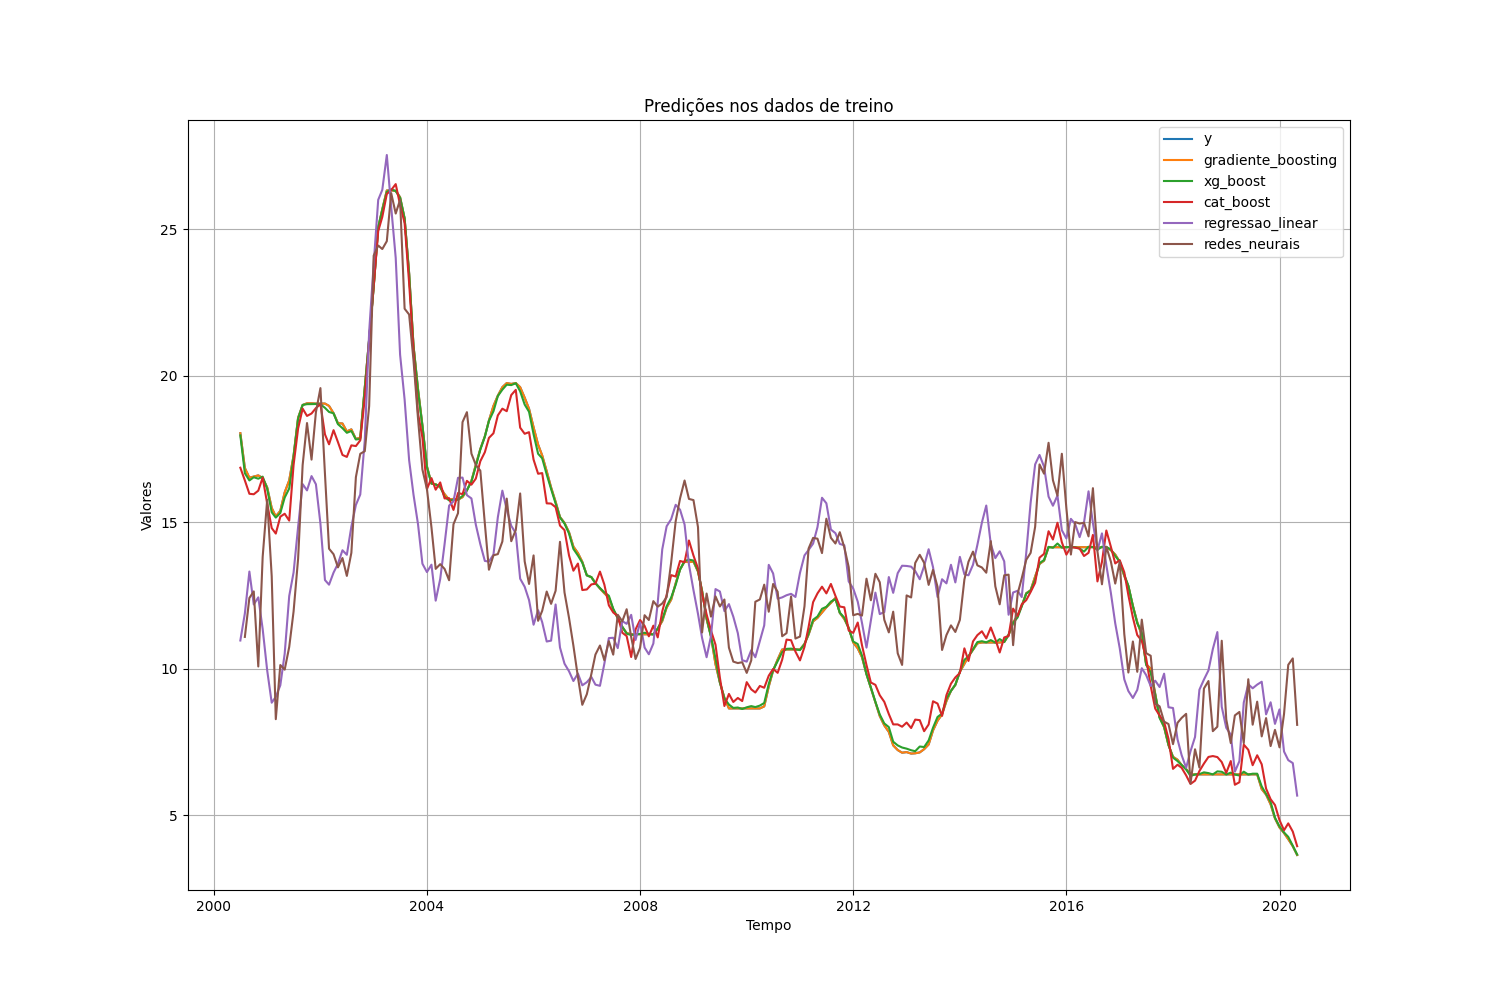 Predições nos dados de treino
y
gradiente_boosting
xg_boost
cat_boost
regressao_linear
redes_neurais
Valores
25
20
15
10
5
2000
2004
2008
2012
2016
2020
Tempo